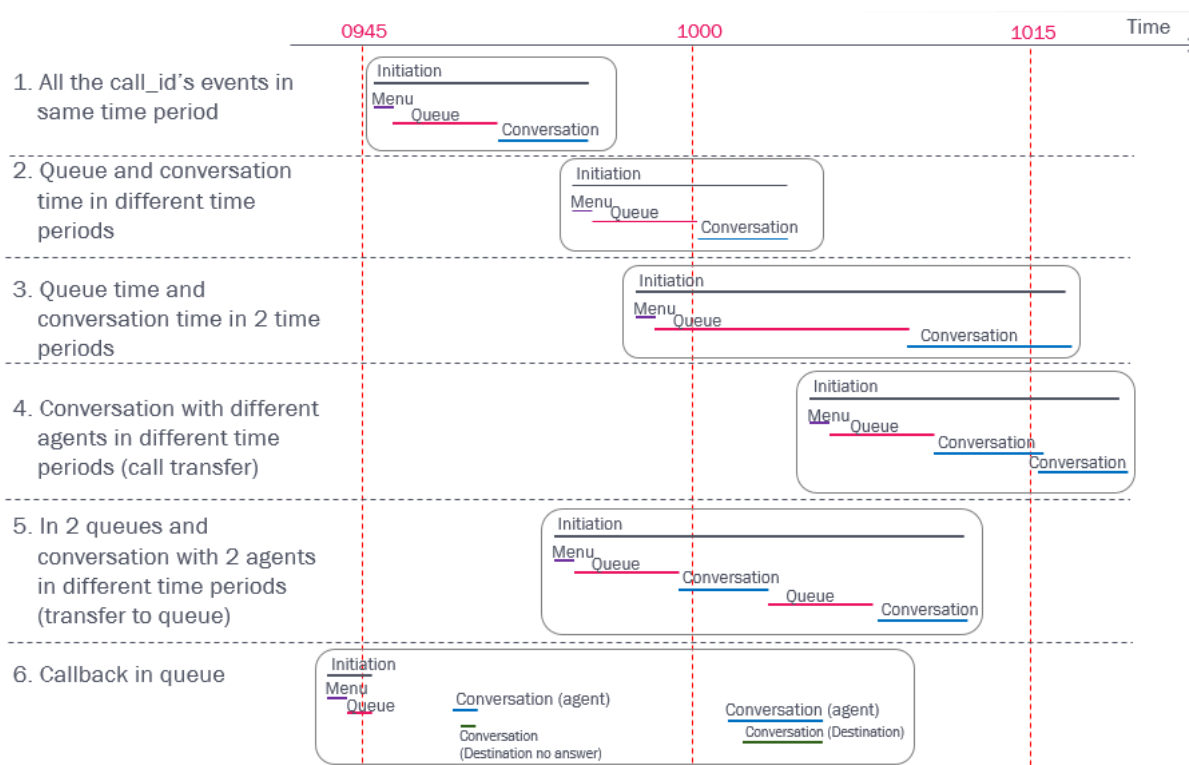 0945
1000
1015
Time
1. All the call_id's events in
same time period
Initiation
Menu
Queue
Conversation
2. Queue and conversation
time in different time
periods
Initiation
Menu
Queue
Conversation
3. Queue time and
conversation time in 2 time
periods
Initiation
Menu
Queue
Conversation
4. Conversation with different
agents in different time
periods (call transfer)
Initiation
Menu
Queue
Conversation
Conversation
5. In 2 queues and
conversation with 2 agents
in different time periods
(transfer to queue)
Initiation
Menu
Queue
Conversation
Queue
Conversation
6. Callback in queue
Initiation
Menu
Queue
Conversation (agent)
Conversation
(Destination no answer)
Conversation (agent)
Conversation (Destination)